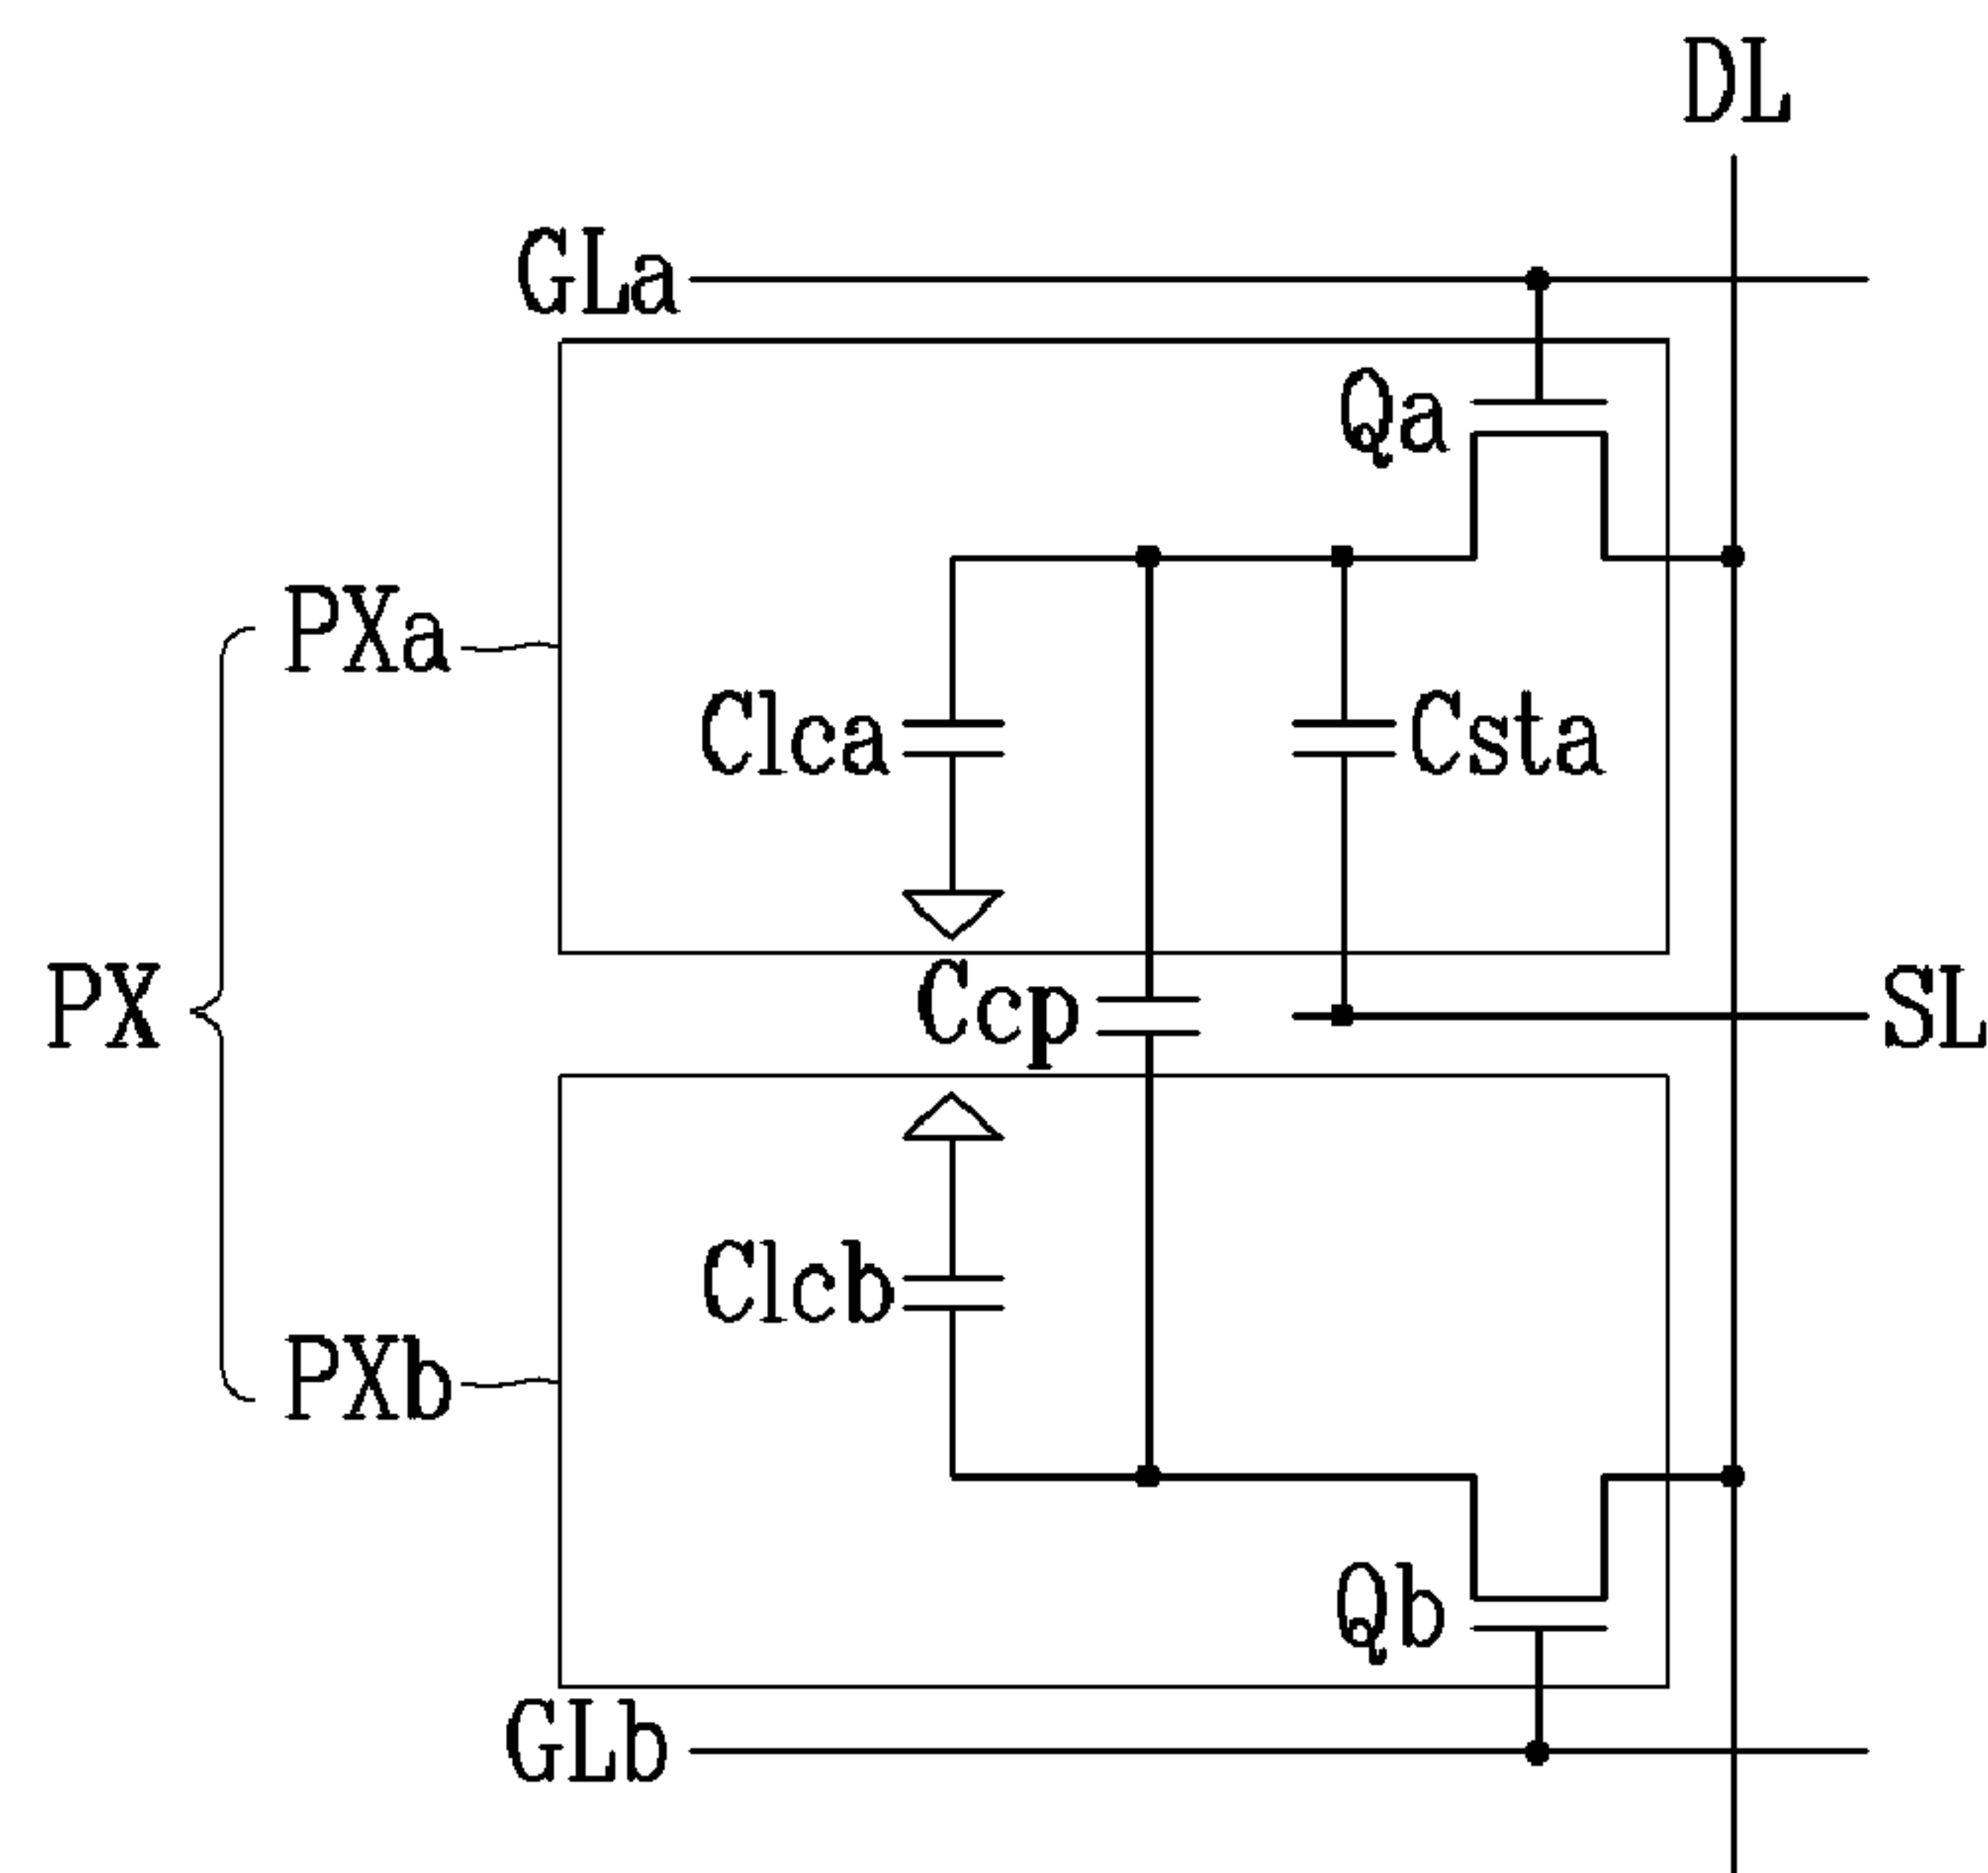 DL
GLa
Qa
PXa
Clca
Csta
PX
Ccp
SL
Clcb
PXb
Qb
GLb